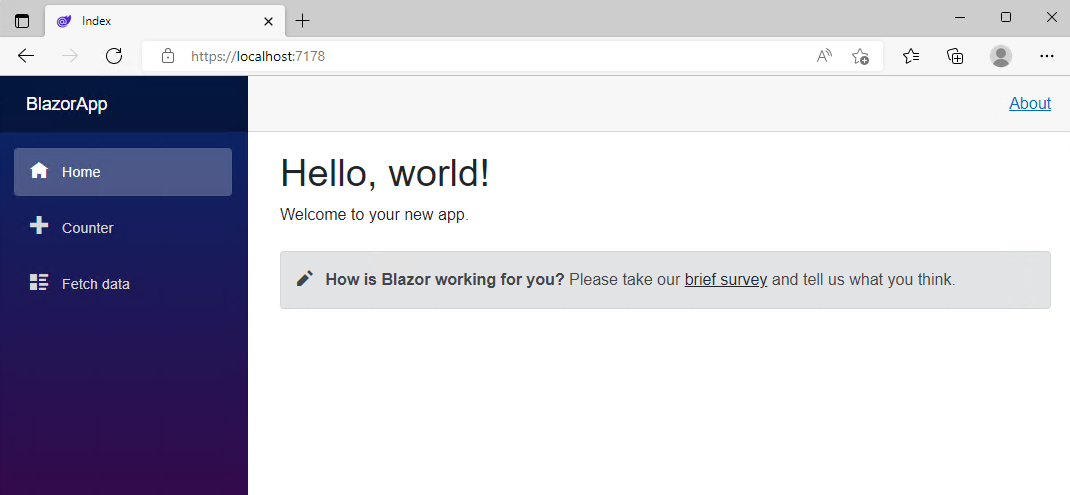 Index
https://localhost:7178
BlazorApp
About
Home
Counter
Fetch data
Hello, world!
Welcome to your new app.
How is Blazor working for you? Please take our brief survey and tell us what you think.